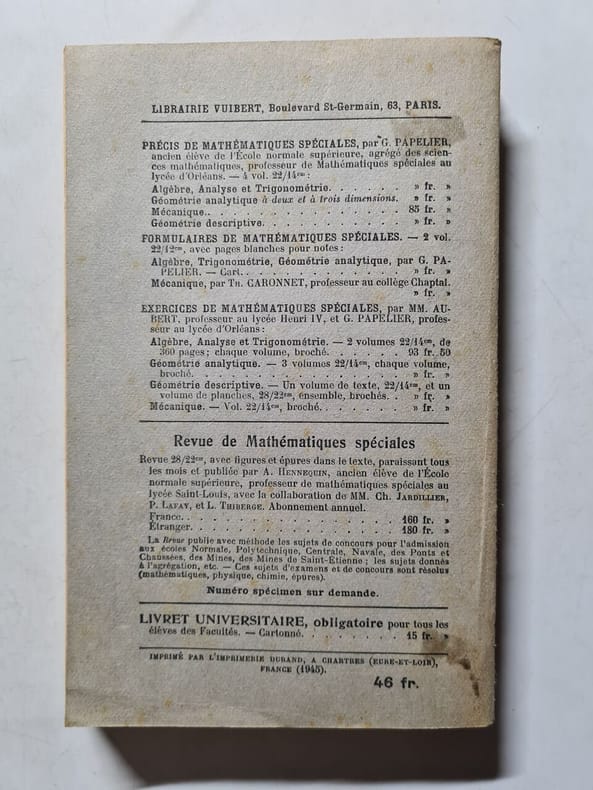 LIBRAIRIE VUIBERT, Boulevard St-Germain, 63, PARIS.
PRÉCIS DE MATHÉMATIQUES SPÉCIALES, par G. PAPELIER,
ancien élève de l'École normale supérieure, agrégé des scien-
ces mathématiques, professeur de Mathématiques spéciales au
lycée d'Orléans. — 4 vol. 22/14cm :
Algèbre, Analyse et Trigonométrie. . . . . . . » fr. »
Géométrie analytique à deux et à trois dimensions. » fr. »
Mécanique. . . . . . . . . . . . . . . . 85 fr. »
Géométrie descriptive. . . . . . . . . . . . » fr. »
FORMULAIRES DE MATHÉMATIQUES SPÉCIALES. — 2 vol.
22/12cm, avec pages blanches pour notes :
Algèbre, Trigonométrie, Géométrie analytique, par G. PA-
PELIER. — Cart. . . . . . . . . . . . . . » fr. »
Mécanique, par TH. CARONNET, professeur au collège Chaptal.
» fr. »
EXERCICES DE MATHÉMATIQUES SPÉCIALES, par MM. AU-
BERT, professeur au lycée Henri IV, et G. PAPELIER, profes-
seur au lycée d'Orléans :
Algèbre, Analyse et Trigonométrie. — 2 volumes 22/14cm, de
360 pages ; chaque volume, broché. . . . . . . 93 fr. 50
Géométrie analytique. — 3 volumes 22/14cm, chaque volume,
broché. . . . . . . . . . . . . . . . . » fr. »
Géométrie descriptive. — Un volume de texte, 22/14cm, et un
volume de planches, 28/22cm, ensemble, brochés. . » fr. »
Mécanique. — Vol. 22/14cm, broché. . . . . . . . » fr. »
Revue de Mathématiques spéciales
Revue 28/22cm, avec figures et épures dans le texte, paraissant tous
les mois et publiée par A. HENNEQUIN, ancien élève de l'École
normale supérieure, professeur de mathématiques spéciales au
lycée Saint-Louis, avec la collaboration de MM. Ch. JARDILLIER,
P. LAFAY, et L. THIBERGE. Abonnement annuel.
France. . . . . . . . . . . . . . . . . 160 fr. »
Étranger. . . . . . . . . . . . . . . . 180 fr. »
La Revue publie avec méthode les sujets de concours pour l'admission
aux écoles Normale, Polytechnique, Centrale, Navale, des Ponts et
Chaussées, des Mines, des Mines de Saint-Étienne ; les sujets donnés
à l'agrégation, etc. — Ces sujets d'examens et de concours sont résolus
(mathématiques, physique, chimie, épures).
Numéro spécimen sur demande.
LIVRET UNIVERSITAIRE, obligatoire pour tous les
élèves des Facultés. — Cartonné. . . . . . . . 15 fr. »
IMPRIMÉ PAR L'IMPRIMERIE DURAND, A CHARTRES (EURE-ET-LOIR),
FRANCE (1945).
46 fr.